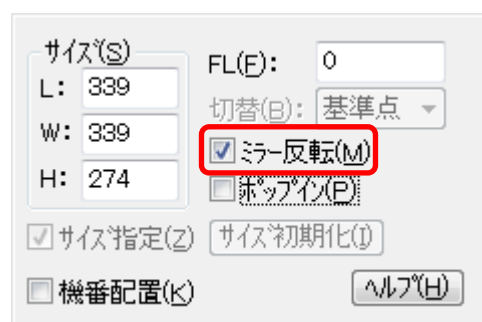 サイズ(S)
L: 339
W: 339
H: 274
FL(F): 0
切替(B): 基準点
ミラー反転(M)
ポップイン(P)
サイズ指定(Z)
サイズ初期化(I)
機番配置(K)
ヘルプ(H)